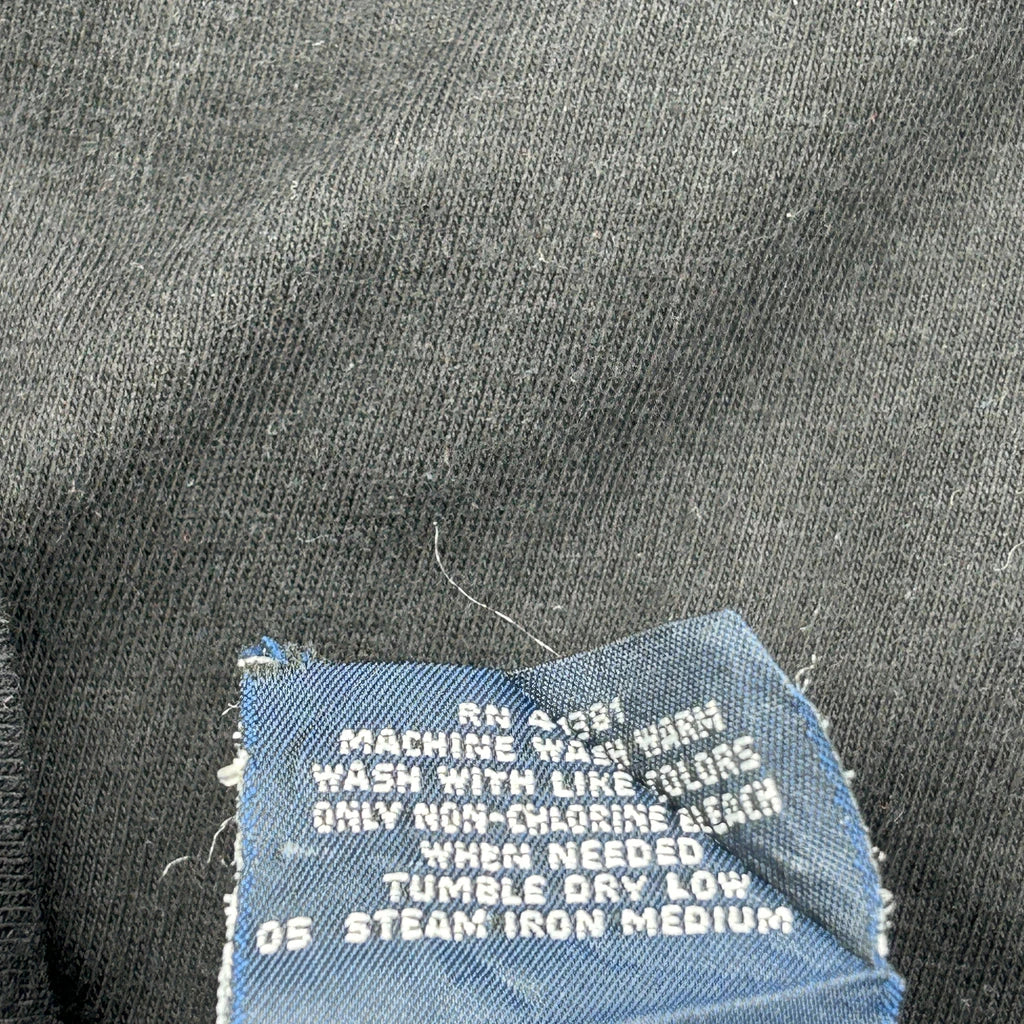 RN 41381
MACHINE WASH WARM
WASH WITH LIKE COLORS
ONLY NON-CHLORINE BLEACH
WHEN NEEDED
TUMBLE DRY LOW
05 STEAM IRON MEDIUM